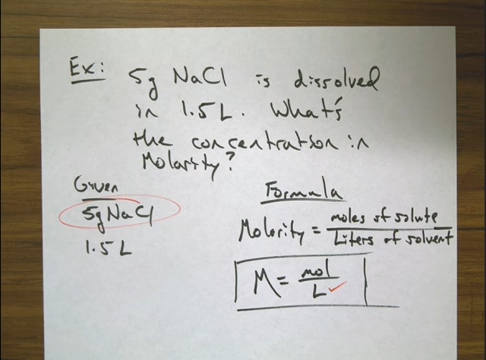 Ex: 5g NaCl is dissolved
in 1.5L. What's
the concentration in
Molarity?
Given
5g NaCl
1.5L
Formula
Molarity = moles of solute
Liters of solvent
M = mol
L